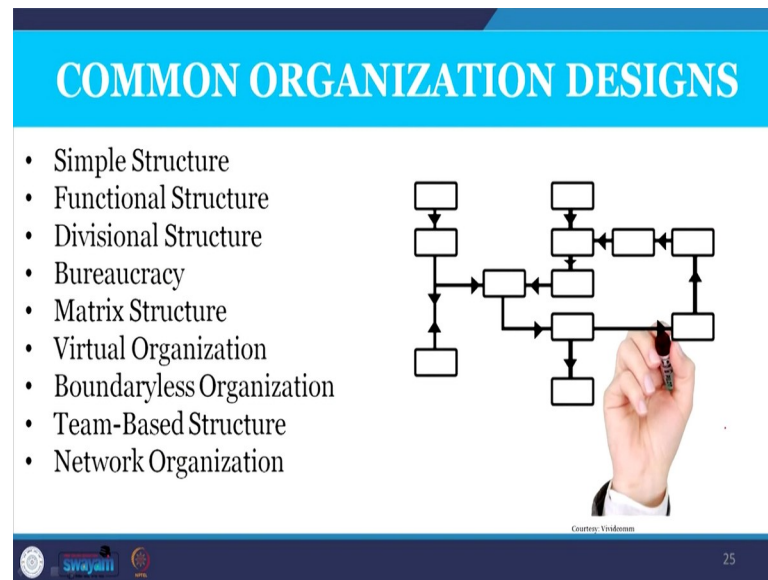 COMMON ORGANIZATION DESIGNS
• Simple Structure
• Functional Structure
• Divisional Structure
• Bureaucracy
• Matrix Structure
• Virtual Organization
• Boundaryless Organization
• Team-Based Structure
• Network Organization
Courtesy: Vividcomm
swayam
25